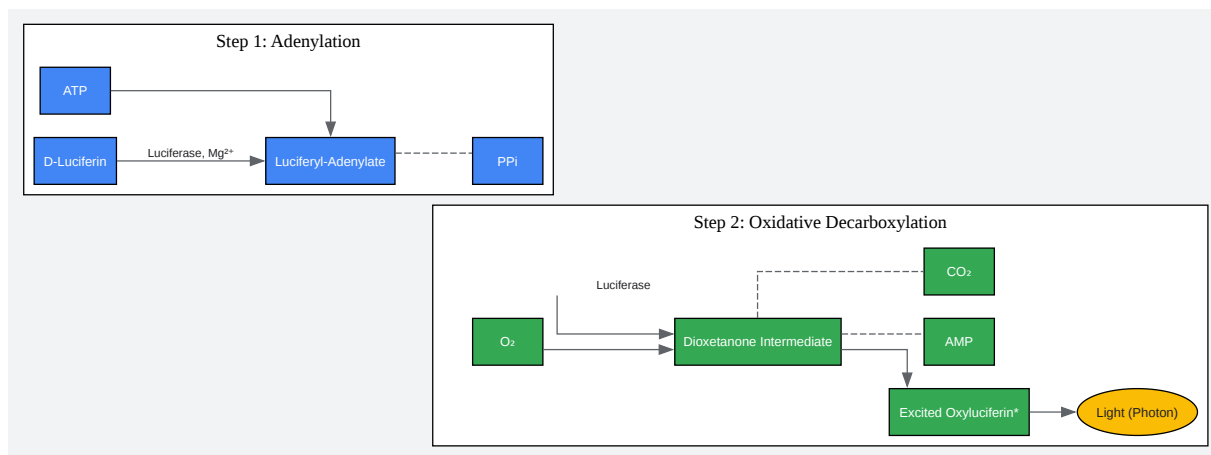 Step 1: Adenylation
ATP
D-Luciferin
Luciferase, Mg²⁺
Luciferyl-Adenylate
PPi
Step 2: Oxidative Decarboxylation
CO₂
Luciferase
O₂
Dioxetanone Intermediate
AMP
Excited Oxyluciferin*
Light (Photon)